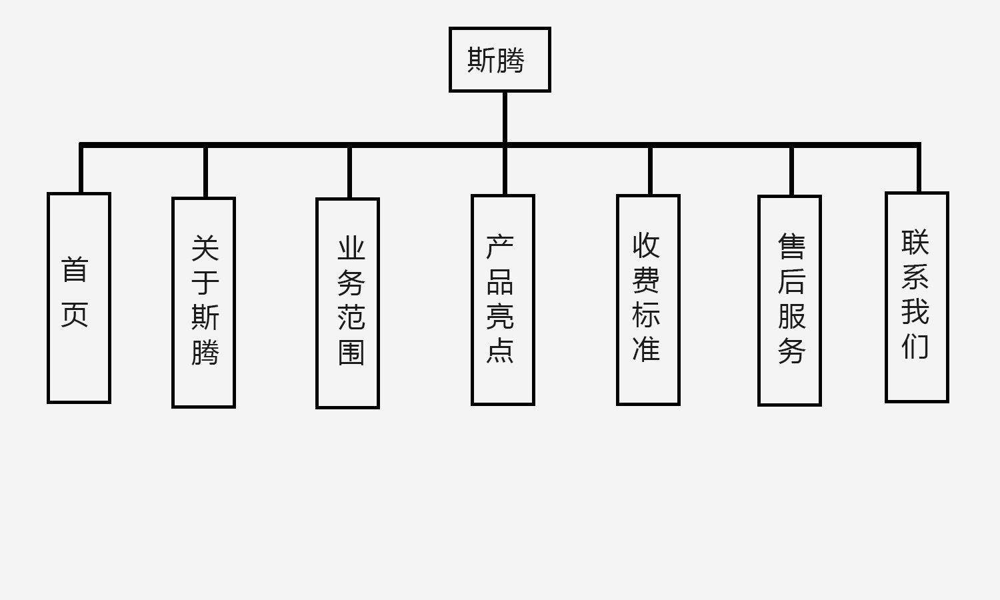 斯腾
首页
关于斯腾
业务范围
产品亮点
收费标准
售后服务
联系我们